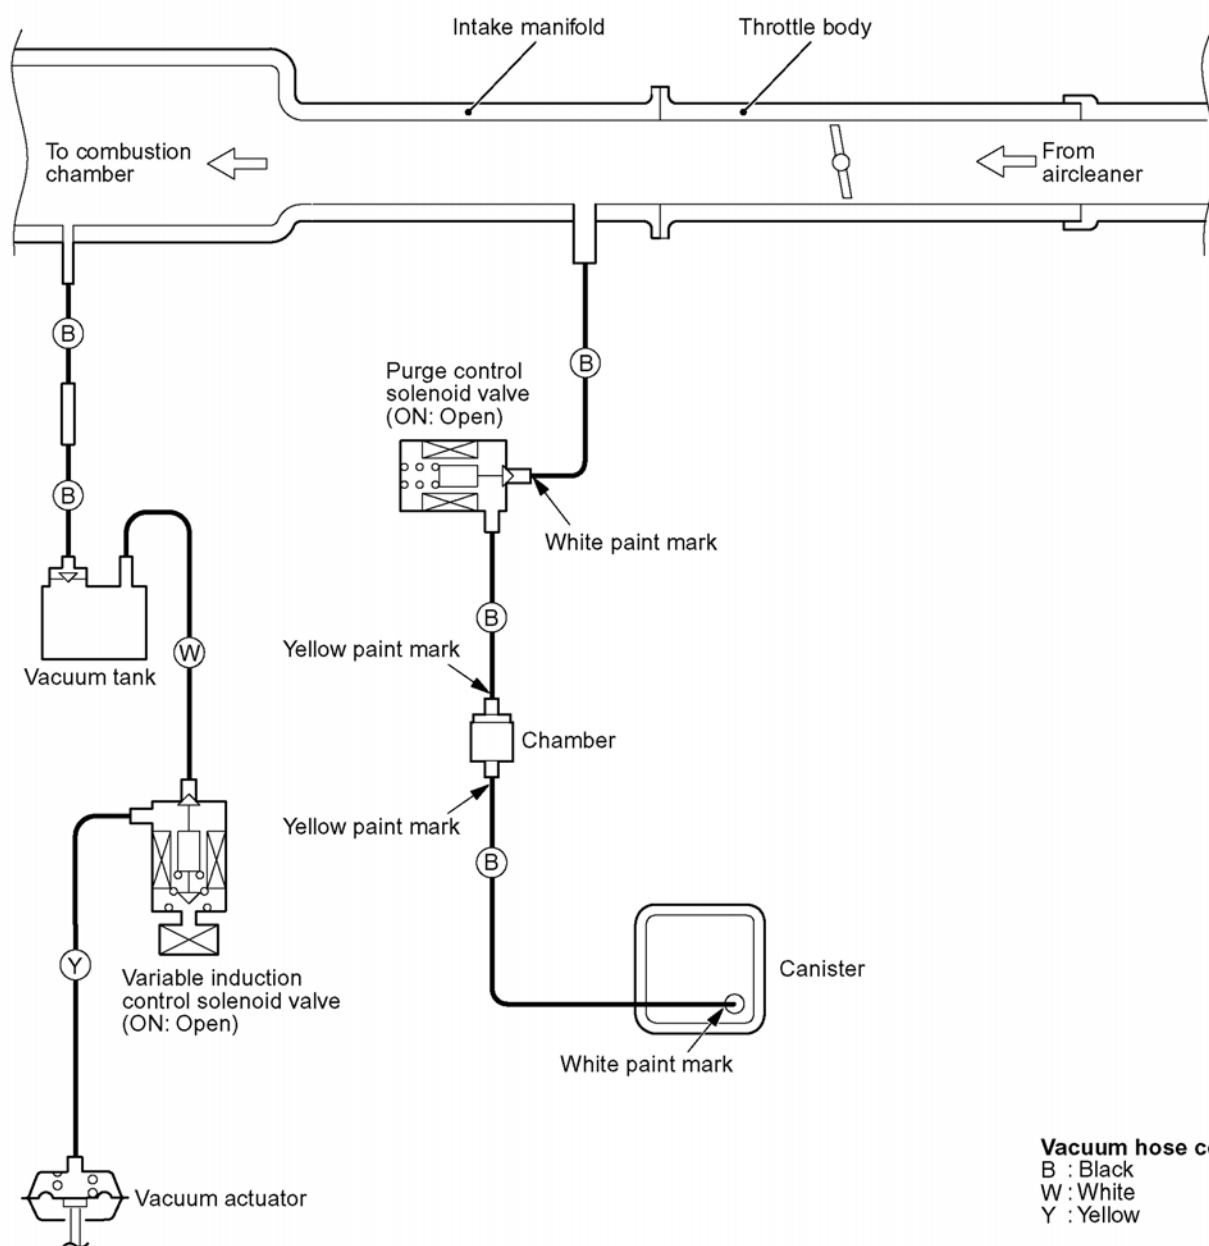 Intake manifold
Throttle body
To combustion
chamber
From
aircleaner
B
B
Purge control
solenoid valve
(ON: Open)
B
White paint mark
B
Yellow paint mark
W
Vacuum tank
Chamber
Yellow paint mark
B
Y
Variable induction
control solenoid valve
(ON: Open)
Canister
White paint mark
Vacuum hose
B : Black
W : White
Y : Yellow
Vacuum actuator